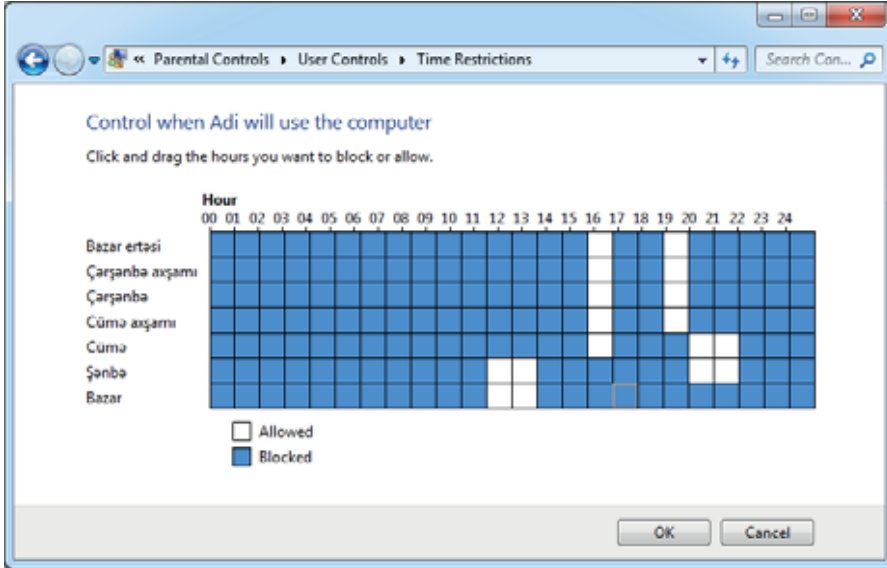 « Parental Controls ▸ User Controls ▸ Time Restrictions
Search Con...
Control when Adi will use the computer
Click and drag the hours you want to block or allow.
Hour
00 01 02 03 04 05 06 07 08 09 10 11 12 13 14 15 16 17 18 19 20 21 22 23 24
Bazar ertəsi
Çərşənbə axşamı
Çərşənbə
Cümə axşamı
Cümə
Şənbə
Bazar
Allowed
Blocked
OK Cancel